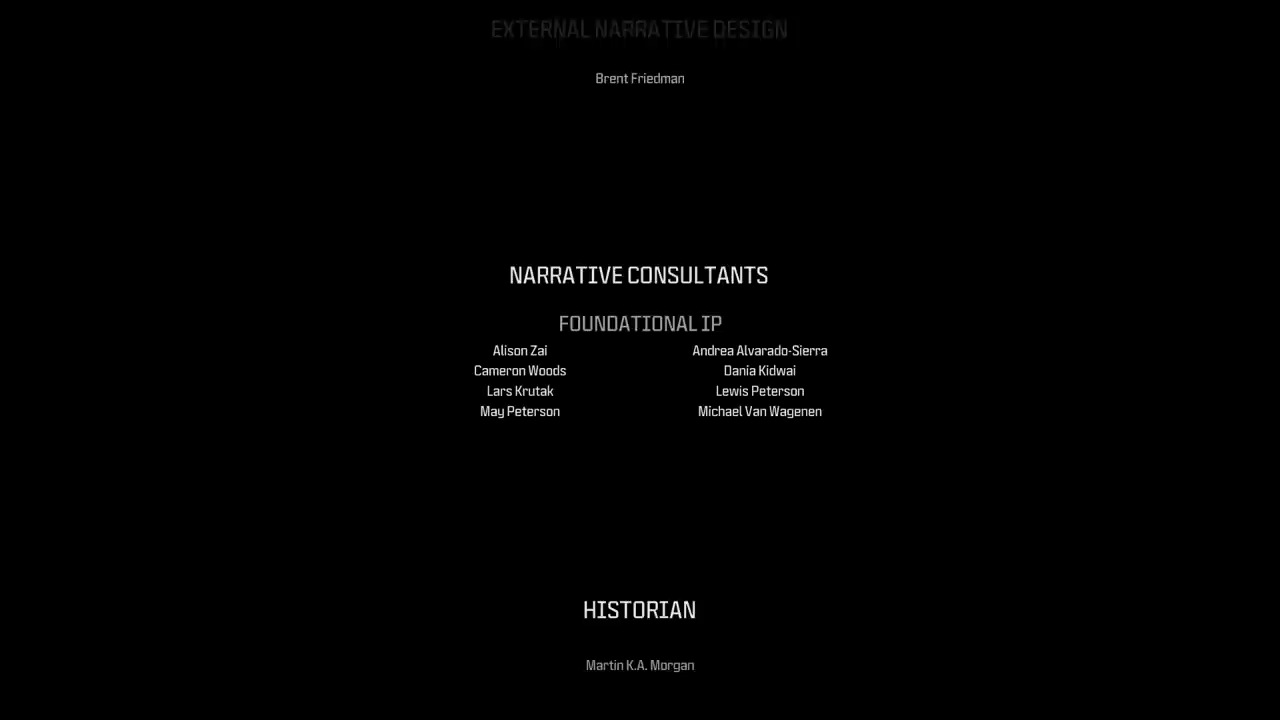 EXTERNAL NARRATIVE DESIGN
Brent Friedman
NARRATIVE CONSULTANTS
FOUNDATIONAL IP
Alison Zai
Andrea Alvarado-Sierra
Cameron Woods
Dania Kidwai
Lars Krutak
Lewis Peterson
May Peterson
Michael Van Wagenen
HISTORIAN
Martin K.A. Morgan